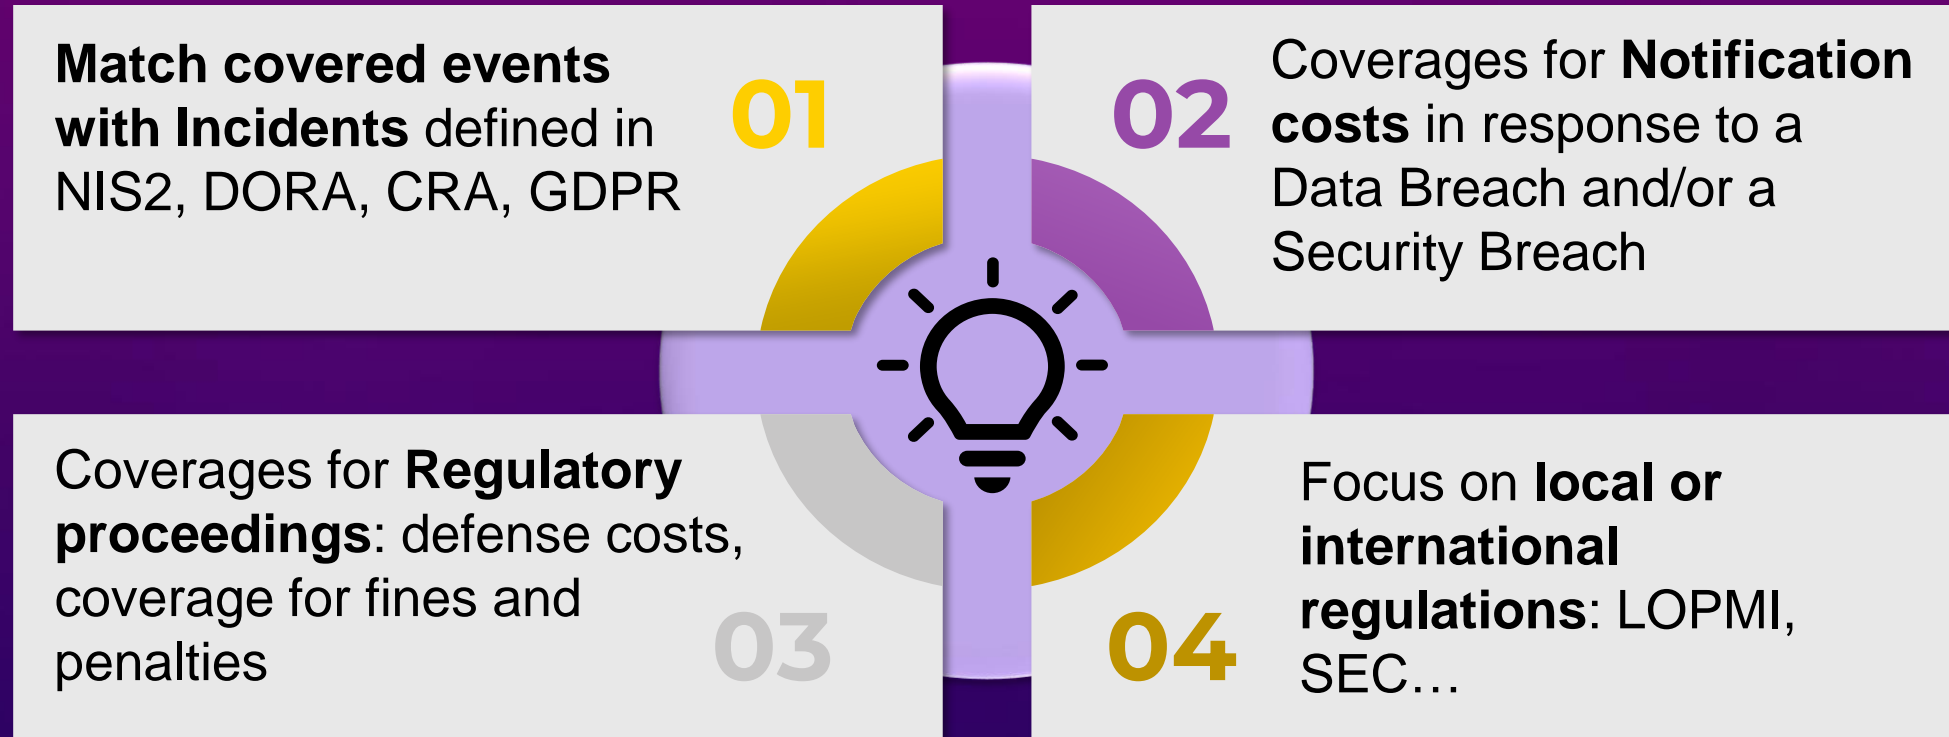 Match covered events
with Incidents defined in
NIS2, DORA, CRA, GDPR
01
02
Coverages for Notification
costs in response to a
Data Breach and/or a
Security Breach
Coverages for Regulatory
proceedings: defense costs,
coverage for fines and
penalties
03
04
Focus on local or
international
regulations: LOPMI,
SEC…